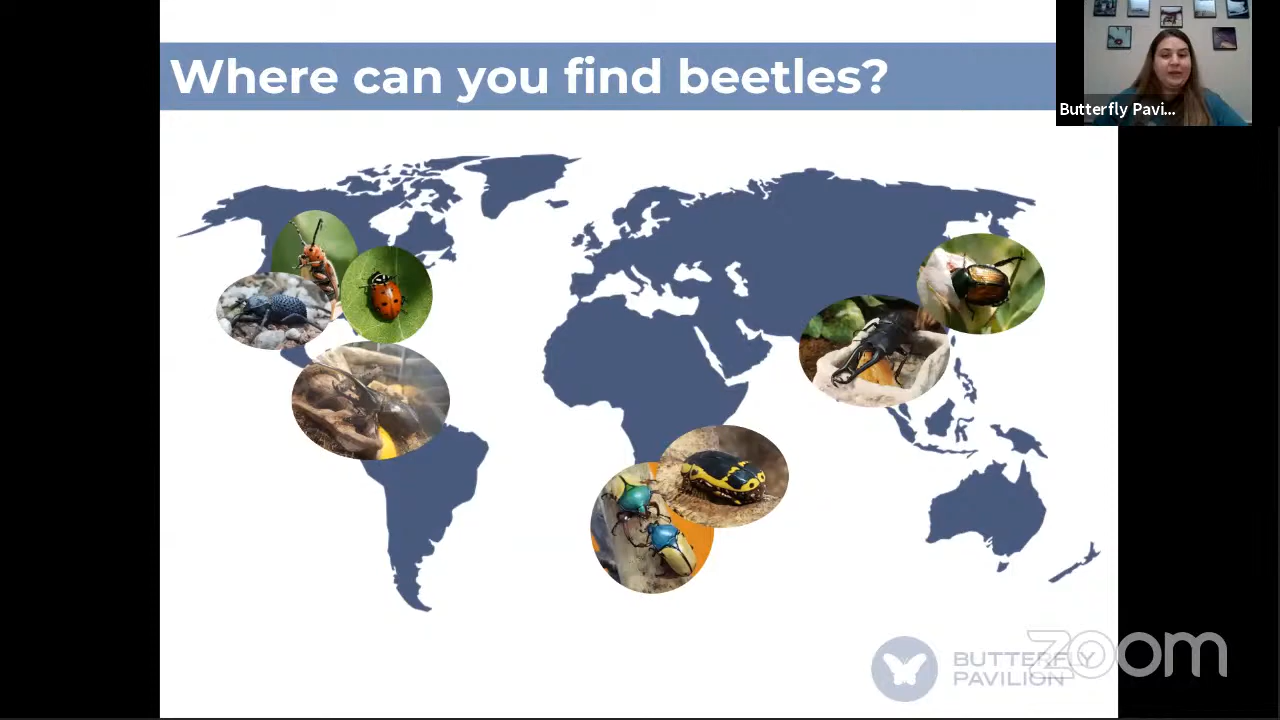 Where can you find beetles?
Butterfly Pavi...
BUTTERFLY
PAVILION
zoom